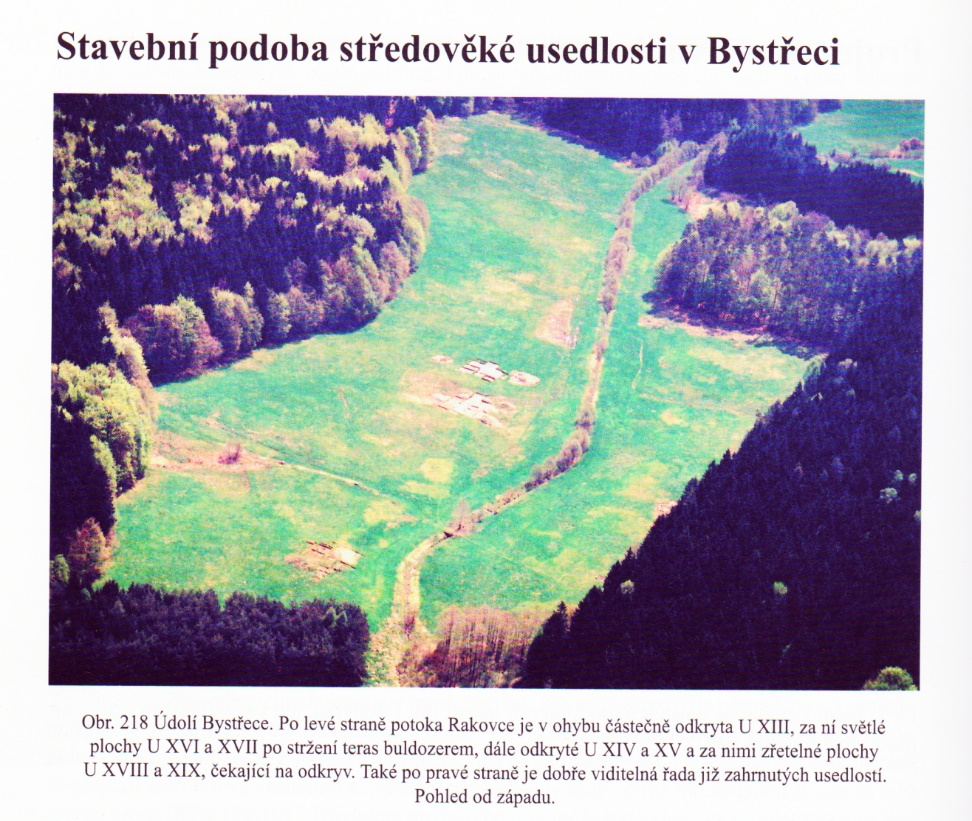 Stavební podoba středověké usedlosti v Bystřeci
Obr. 218 Údolí Bystřece. Po levé straně potoka Rakovce je v ohybu částečně odkryta U XIII, za ní světlé
plochy U XVI a XVII po stržení teras buldozerem, dále odkryté U XIV a XV a za nimi zřetelné plochy
U XVIII a XIX, čekající na odkryv. Také po pravé straně je dobře viditelná řada již zahrnutých usedlostí.
Pohled od západu.